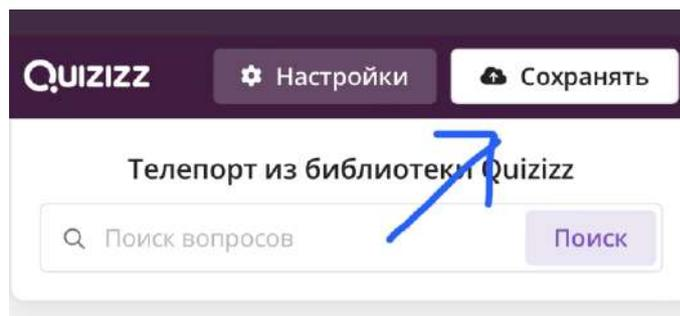 Quizizz Настройки Сохранять
Телепорт из библиотеки Quizizz
Поиск вопросов Поиск